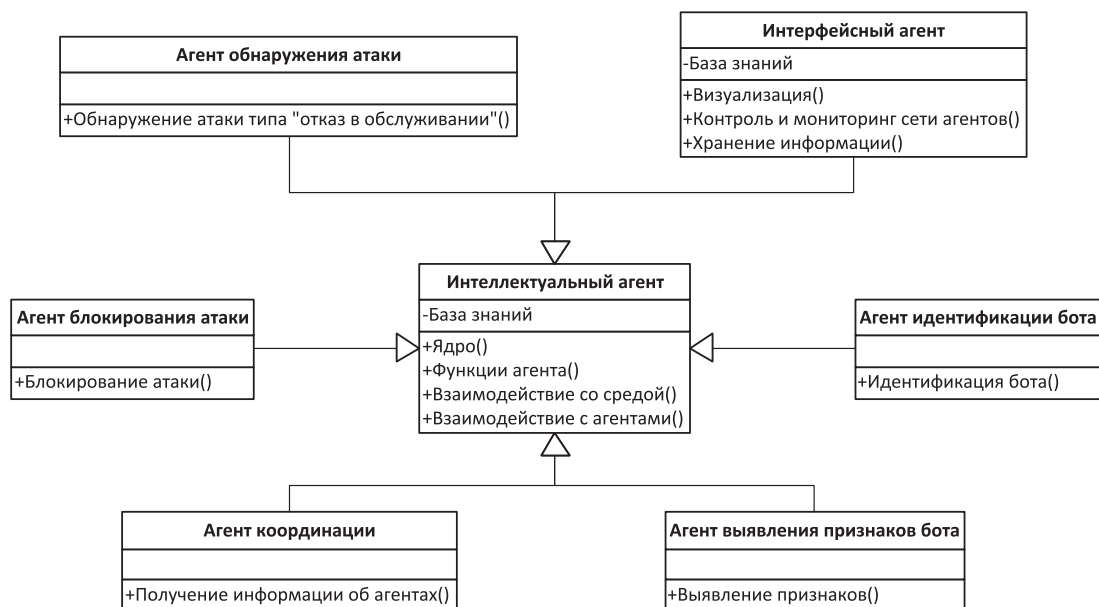 Агент обнаружения атаки
+Обнаружение атаки типа "отказ в обслуживании"()
Интерфейсный агент
-База знаний
+Визуализация()
+Контроль и мониторинг сети агентов()
+Хранение информации()
Интеллектуальный агент
-База знаний
+Ядро()
+Функции агента()
+Взаимодействие со средой()
+Взаимодействие с агентами()
Агент блокирования атаки
+Блокирование атаки()
Агент идентификации бота
+Идентификация бота()
Агент координации
+Получение информации об агентах()
Агент выявления признаков бота
+Выявление признаков()